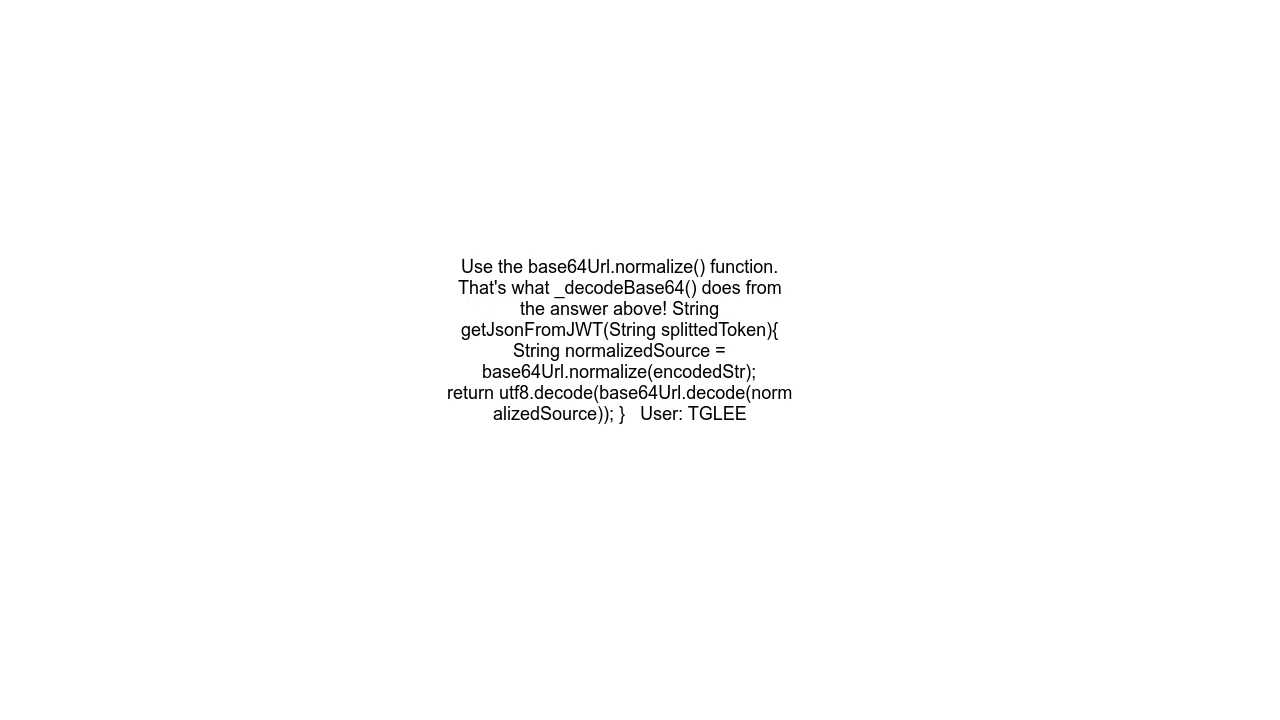 Use the base64Url.normalize() function.
That's what _decodeBase64() does from
the answer above! String
getJsonFromJWT(String splittedToken){
String normalizedSource =
base64Url.normalize(encodedStr);
return utf8.decode(base64Url.decode(norm
alizedSource)); }   User: TGLEE